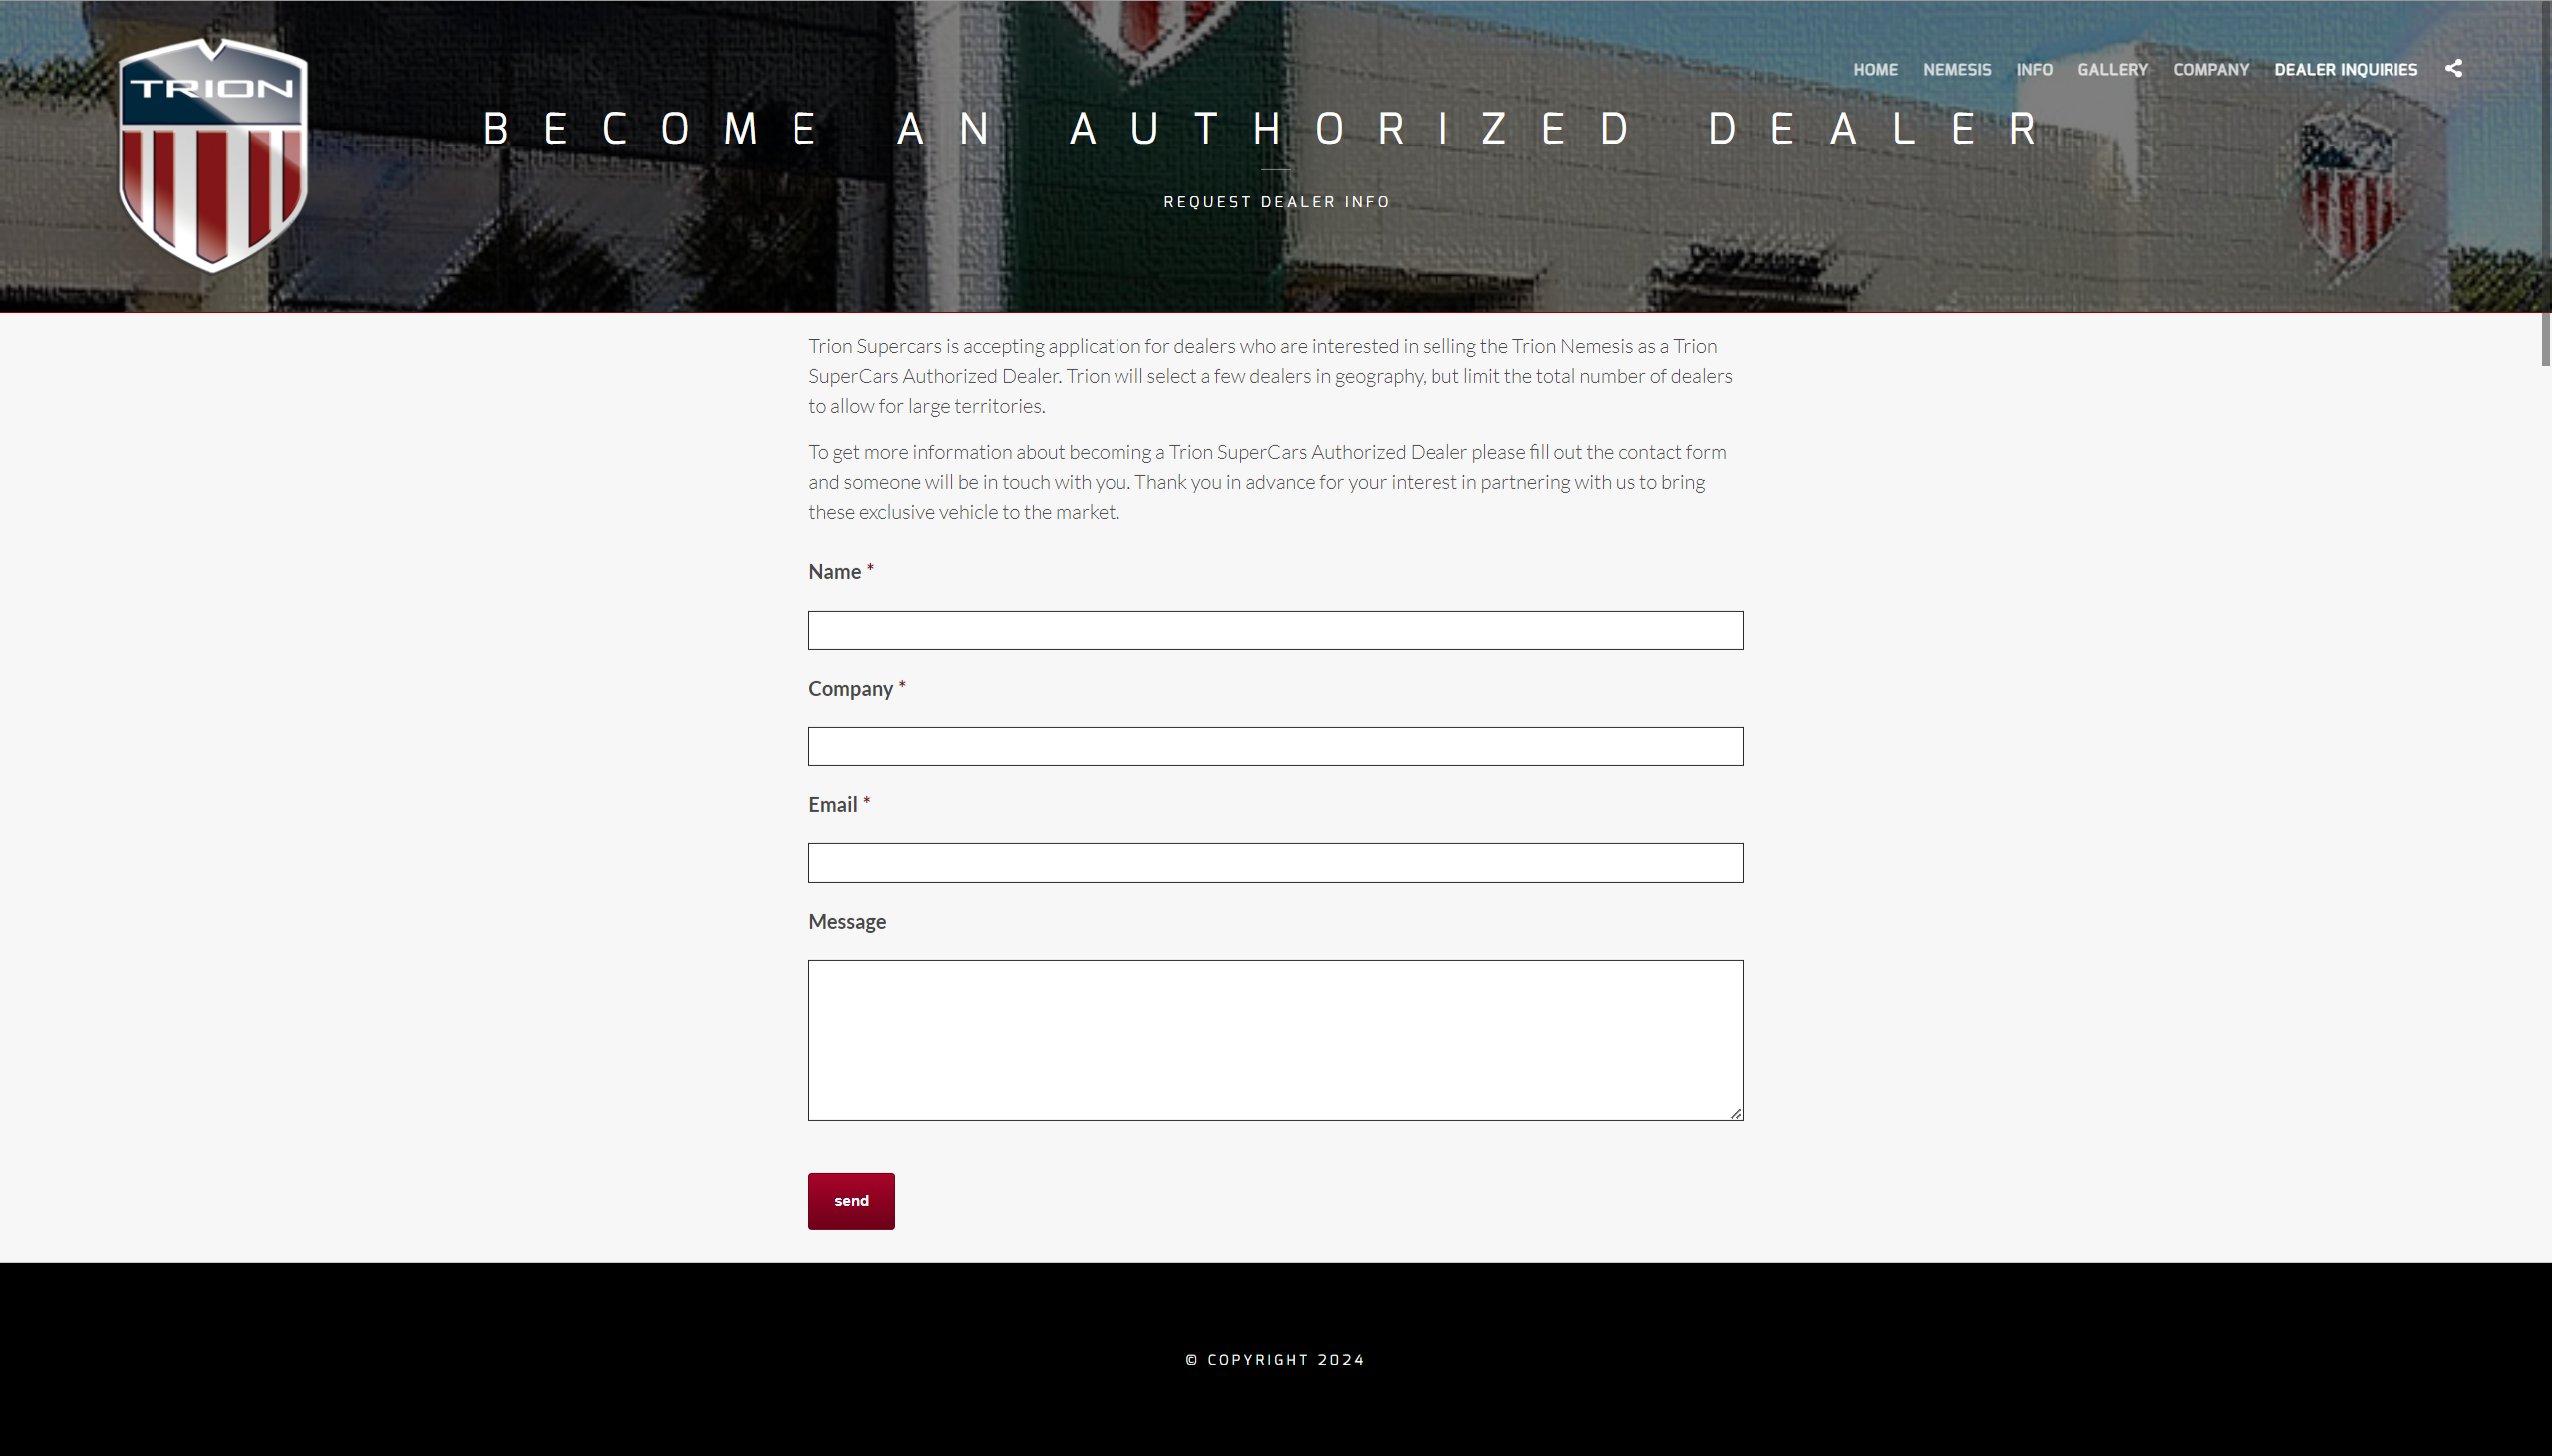 TRION
HOME NEMESIS INFO GALLERY COMPANY DEALER INQUIRIES
BECOME AN AUTHORIZED DEALER
REQUEST DEALER INFO
Trion Supercars is accepting application for dealers who are interested in selling the Trion Nemesis as a Trion
SuperCars Authorized Dealer. Trion will select a few dealers in geography, but limit the total number of dealers
to allow for large territories.
To get more information about becoming a Trion SuperCars Authorized Dealer please fill out the contact form
and someone will be in touch with you. Thank you in advance for your interest in partnering with us to bring
these exclusive vehicle to the market.
Name *
Company *
Email *
Message
send
© COPYRIGHT 2024